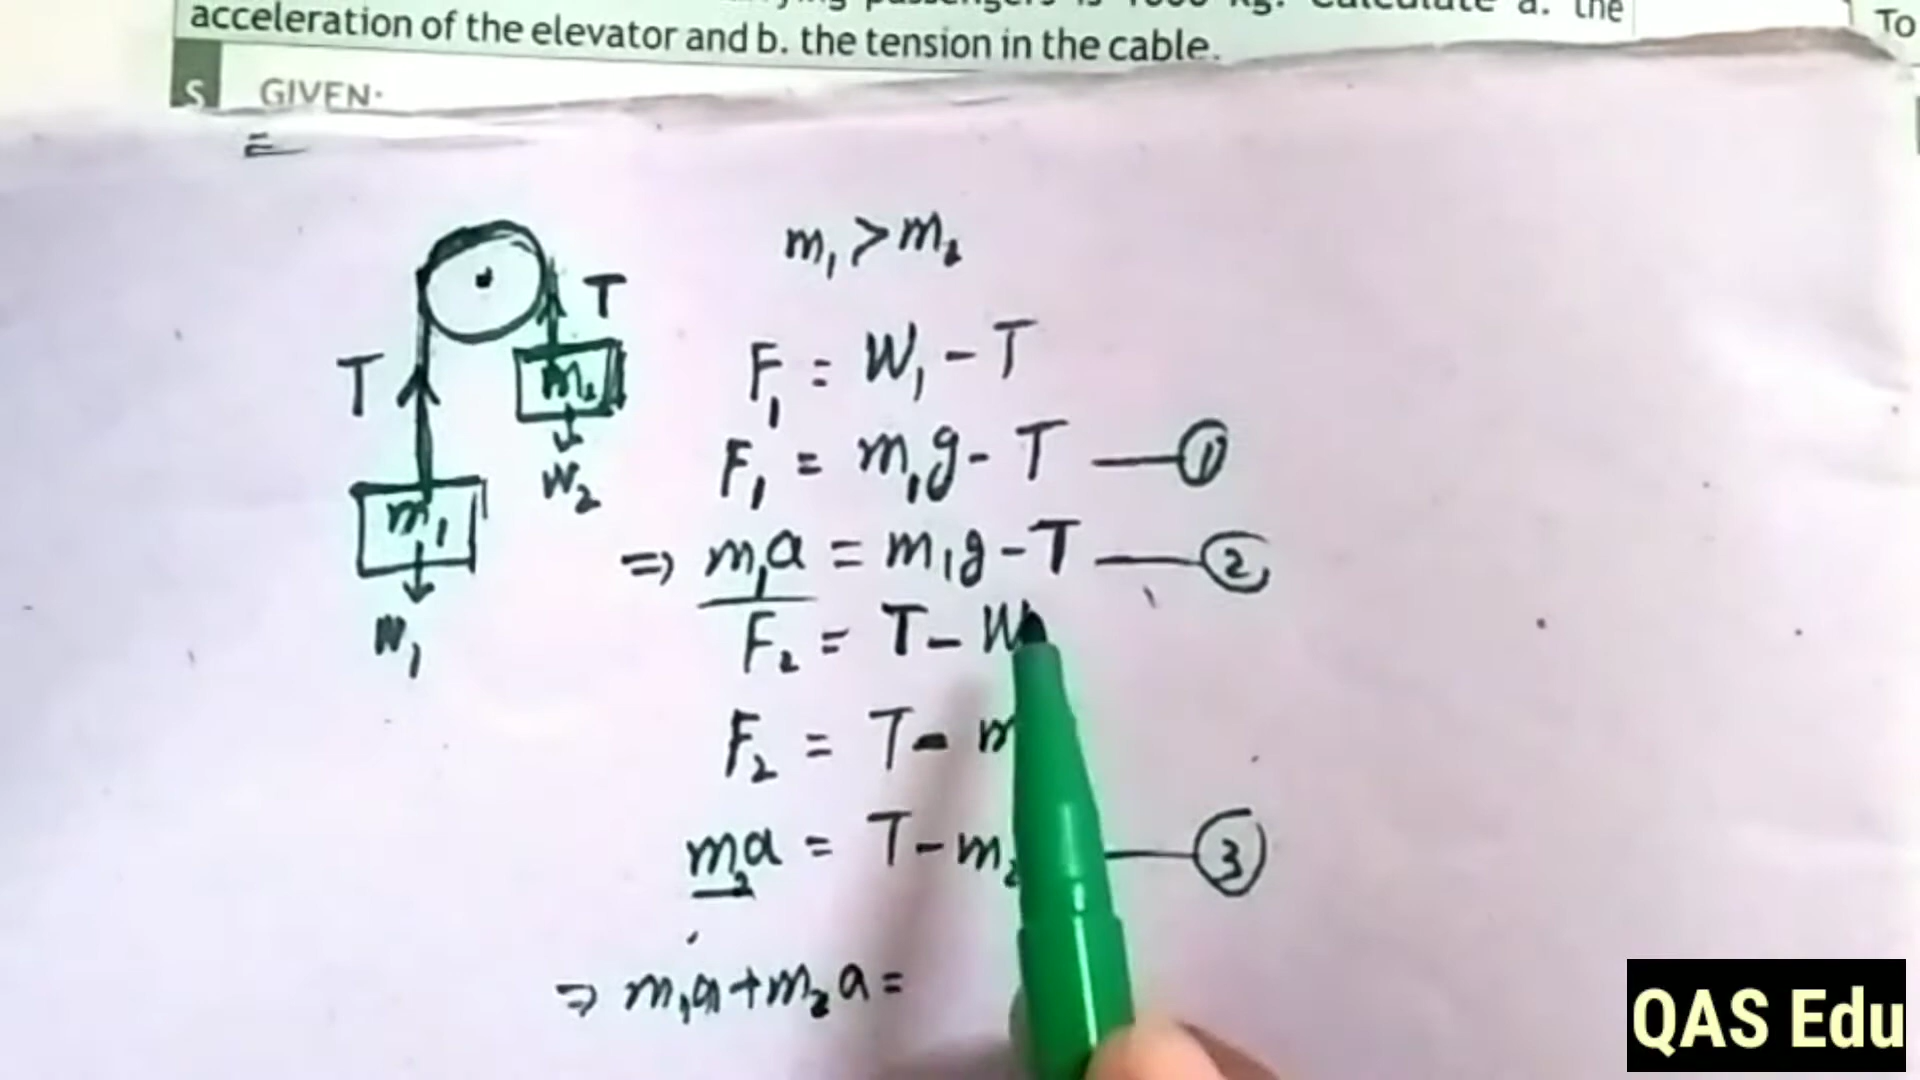 acceleration of the elevator and b. the tension in the cable.
To
S GIVEN:
m₁ > m₂
T
T
m₂
F₁ = W₁ - T
W₂
F₁ = m₁g - T — ①
m₁
⇒ m₁a = m₁g - T — ②
W₁
F₂ = T - W
F₂ = T - m
m₂a = T - m₂ — ③
⇒ m₁a + m₂a =
QAS Edu